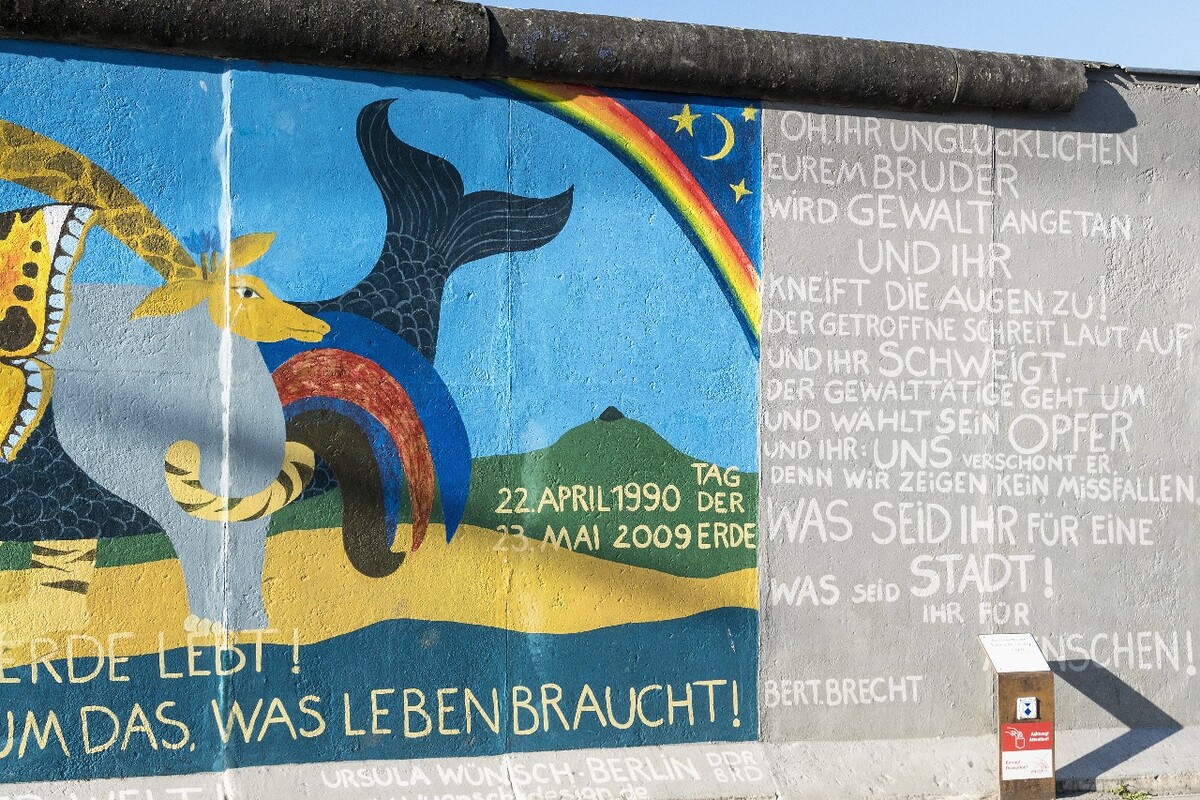 OH.IHR UNGLÜCKLICHEN
EUREM BRUDER
WIRD GEWALT ANGETAN
UND IHR
KNEIFT DIE AUGEN ZU!
DER GETROFFNE SCHREIT LAUT AUF
UND IHR SCHWEIGT.
DER GEWALTTÄTIGE GEHT UM
UND WÄHLT SEIN OPFER
UND IHR: UNS VERSCHONT ER.
DENN WIR ZEIGEN KEIN MISSFALLEN
WAS SEID IHR FÜR EINE
STADT!
WAS SEID
IHR FÜR
MENSCHEN!
BERT.BRECHT
22. APRIL 1990 TAG DER
23. MAI 2009 ERDE
ERDE LEBT!
UM DAS, WAS LEBEN BRAUCHT!
URSULA WÜNSCH BERLIN DDR
BRD
WELT!